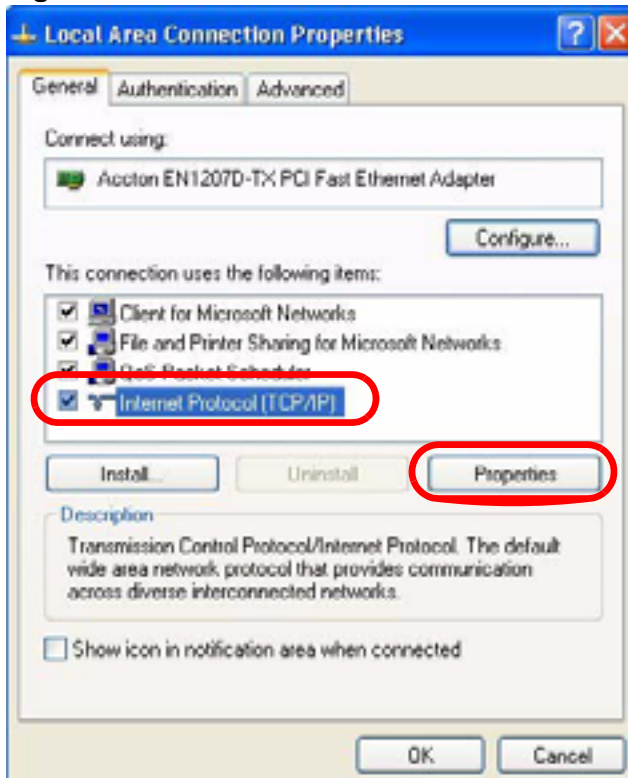 Local Area Connection Properties
General Authentication Advanced
Connect using:
Accton EN1207D-TX PCI Fast Ethernet Adapter
Configure...
This connection uses the following items:
Client for Microsoft Networks
File and Printer Sharing for Microsoft Networks
QoS Packet Scheduler
Internet Protocol (TCP/IP)
Install... Uninstall Properties
Description
Transmission Control Protocol/Internet Protocol. The default
wide area network protocol that provides communication
across diverse interconnected networks.
Show icon in notification area when connected
OK Cancel